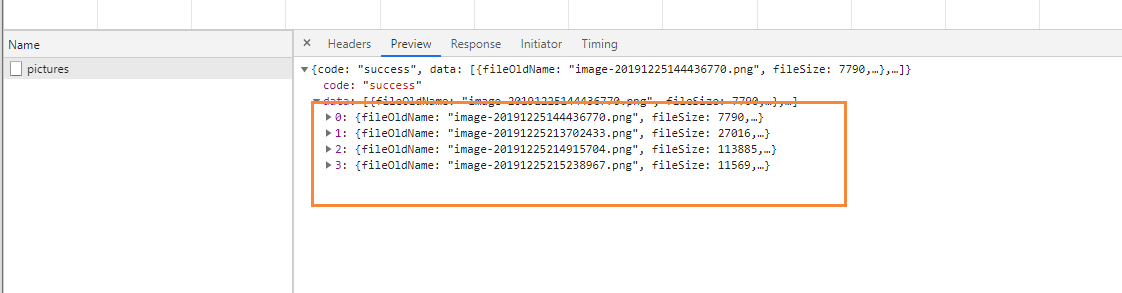 Name
× Headers Preview Response Initiator Timing
pictures
▼{code: "success", data: [{fileOldName: "image-20191225144436770.png", fileSize: 7790,…},…]}
code: "success"
▼data: [{fileOldName: "image-20191225144436770.png", fileSize: 7790,…},…]
▶0: {fileOldName: "image-20191225144436770.png", fileSize: 7790,…}
▶1: {fileOldName: "image-20191225213702433.png", fileSize: 27016,…}
▶2: {fileOldName: "image-20191225214915704.png", fileSize: 113885,…}
▶3: {fileOldName: "image-20191225215238967.png", fileSize: 11569,…}